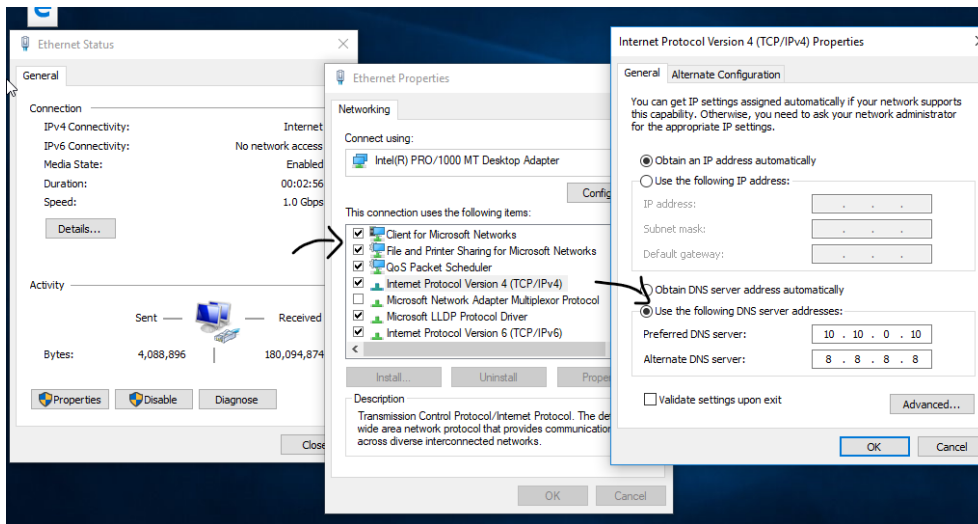 Ethernet Status
General
Connection
IPv4 Connectivity: Internet
IPv6 Connectivity: No network access
Media State: Enabled
Duration: 00:02:56
Speed: 1.0 Gbps
Details...
Activity
Sent Received
Bytes: 4,088,896 180,094,874
Properties Disable Diagnose
Close
Ethernet Properties
Networking
Connect using:
Intel(R) PRO/1000 MT Desktop Adapter
This connection uses the following items:
Client for Microsoft Networks
File and Printer Sharing for Microsoft Networks
QoS Packet Scheduler
Internet Protocol Version 4 (TCP/IPv4)
Microsoft Network Adapter Multiplexor Protocol
Microsoft LLDP Protocol Driver
Internet Protocol Version 6 (TCP/IPv6)
Install... Uninstall
Description
Transmission Control Protocol/Internet Protocol. The
wide area network protocol that provides
across diverse interconnected networks.
OK Cancel
Internet Protocol Version 4 (TCP/IPv4) Properties
General Alternate Configuration
You can get IP settings assigned automatically if your network supports
this capability. Otherwise, you need to ask your network administrator
for the appropriate IP settings.
Obtain an IP address automatically
Use the following IP address:
IP address: . . .
Subnet mask: . . .
Default gateway: . . .
Obtain DNS server address automatically
Use the following DNS server addresses:
Preferred DNS server: 10 . 10 . 0 . 10
Alternate DNS server: 8 . 8 . 8 . 8
Validate settings upon exit
Advanced...
OK Cancel